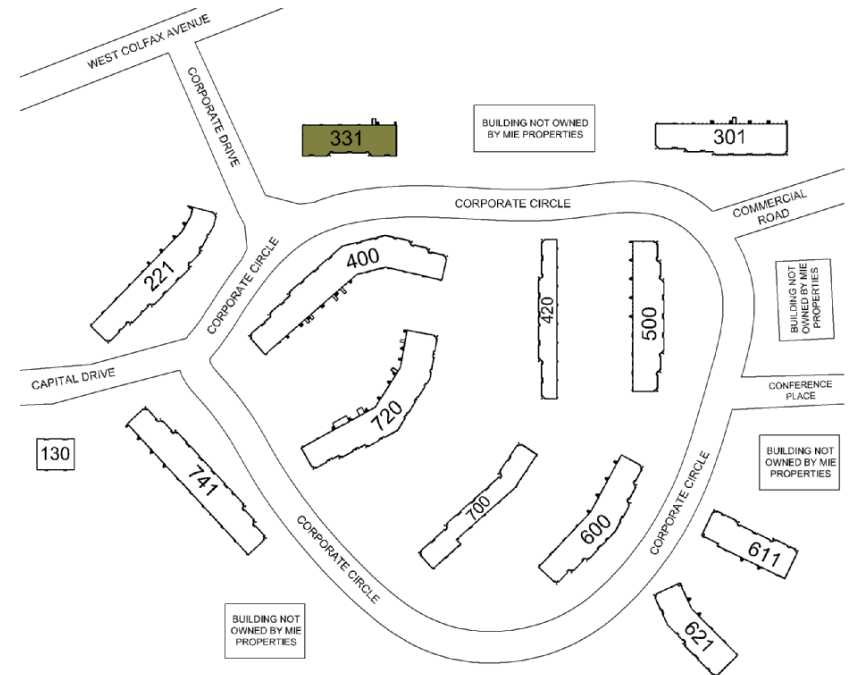 WEST COLFAX AVENUE
CORPORATE DRIVE
331
BUILDING NOT OWNED
BY MIE PROPERTIES
301
CORPORATE CIRCLE
COMMERCIAL
ROAD
221
CORPORATE CIRCLE
400
420
500
BUILDING NOT
OWNED BY MIE
PROPERTIES
CAPITAL DRIVE
720
CONFERENCE
PLACE
130
741
BUILDING NOT
OWNED BY MIE
PROPERTIES
700
600
CORPORATE CIRCLE
CORPORATE CIRCLE
611
BUILDING NOT
OWNED BY MIE
PROPERTIES
621